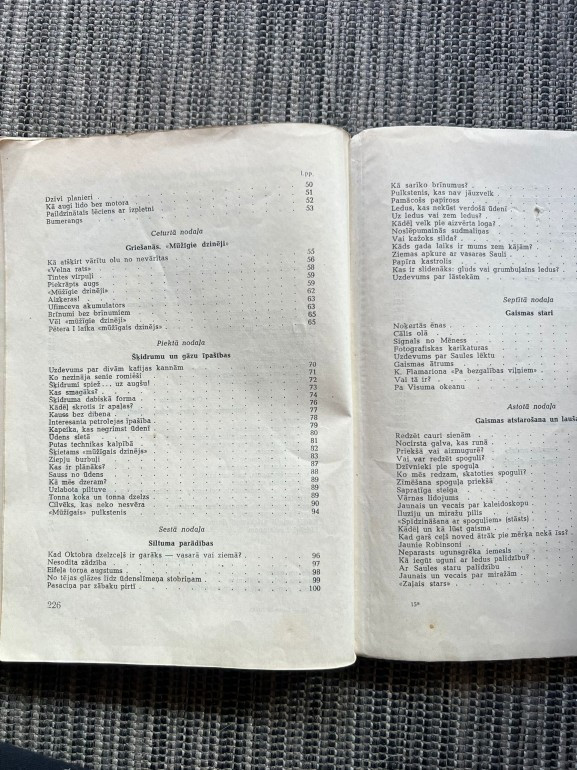 Lpp.
Dzīvi planieri . . . 50
Kā augi lido bez motora . . . 51
Paildzinātais lēciens ar izpletni . . . 52
Bumerangs . . . 53
Ceturtā nodaļa
Griešanās. «Mūžīgie dzinēji»
Kā atšķirt vārītu olu no nevārītas . . . 55
«Velna rats» . . . 56
Tintes virpuļi . . . 58
Piekrāpts augs . . . 59
«Mūžīgie dzinēji» . . . 59
Aizķeras! . . . 62
Ufimceva akumulators . . . 63
Brīnumi bez brīnumiem . . . 63
Vēl «mūžīgie dzinēji» . . . 65
Pētera I laika «mūžīgais dzinējs» . . . 65
Piektā nodaļa
Šķidrumu un gāzu īpašības
Uzdevums par divām kafijas kannām . . . 70
Ko nezināja senie romieši . . . 71
Šķidrumi spiež... uz augšu! . . . 72
Kas smagāks? . . . 73
Šķidruma dabiskā forma . . . 74
Kādēļ skrotis ir apaļas? . . . 76
Kauss bez dibena . . . 77
Interesanta petrolejas īpašība . . . 78
Kapeika, kas negrimst ūdenī . . . 79
Ūdens sietā . . . 80
Putas technikas kalpībā . . . 81
Šķietams «mūžīgais dzinējs» . . . 82
Ziepju burbuļi . . . 83
Kas ir plānāks? . . . 87
Sauss no ūdens . . . 88
Kā mēs dzeram? . . . 89
Uzlabota piltuve . . . 89
Tonna koka un tonna dzelzs . . . 89
Cilvēks, kas neko nesvēra . . . 90
«Mūžīgais» pulkstenis . . . 94
Sestā nodaļa
Siltuma parādības
Kad Oktobra dzelzceļš ir garāks — vasarā vai ziemā? . . . 96
Nesodīta zādzība . . . 97
Eifeļa torņa augstums . . . 98
No tējas glāzes līdz ūdenslīmeņa stobriņam . . . 99
Pasaciņa par zābaku pirtī . . . 100
226
Kā sarīko brīnumus?
Pulkstenis, kas nav jāuzvelk
Pamācošs papīross
Ledus, kas nekūst verdošā ūdenī
Uz ledus vai zem ledus?
Kādēļ velk pie aizvērta loga?
Noslēpumainās sudmaliņas
Vai kažoks silda?
Kāds gada laiks ir mums zem kājām?
Ziemas apkure ar vasaras Sauli
Papīra kastrolis
Kas ir slidenāks: gluds vai grumbuļains ledus?
Uzdevums par lāstekām
Septītā nodaļa
Gaismas stari
Noķertās ēnas
Cālis olā
Signals no Mēness
Fotografiskas karikaturas
Uzdevums par Saules lēktu
Gaismas ātrums
K. Flamariona «Pa bezgalības viļņiem»
Vai tā ir?
Pa Visuma okeanu
Astotā nodaļa
Gaismas atstarošana un lauša
Redzēt cauri sienām
Nocirsta galva, kas runā
Priekšā vai aizmugurē?
Vai var redzēt spoguli?
Dzīvnieki pie spoguļa
Ko mēs redzam, skatoties spogulī?
Zīmēšana spoguļa priekšā
Sapratīga steiga
Vārnas lidojums
Jaunais un vecais par kaleidoskopu
Iluziju un miražu pilis
«Spīdzināšana ar spoguļiem» (stāsts)
Kādēļ un kā lūst gaisma
Kad garš ceļš noved ātrāk pie mērķa nekā īss?
Jaunie Robinsoni
Neparasts ugunsgrēka iemesls
Kā iegūt uguni ar ledus palīdzību?
Ar Saules staru palīdzību
Jaunais un vecais par miražām
«Zaļais stars»
15*